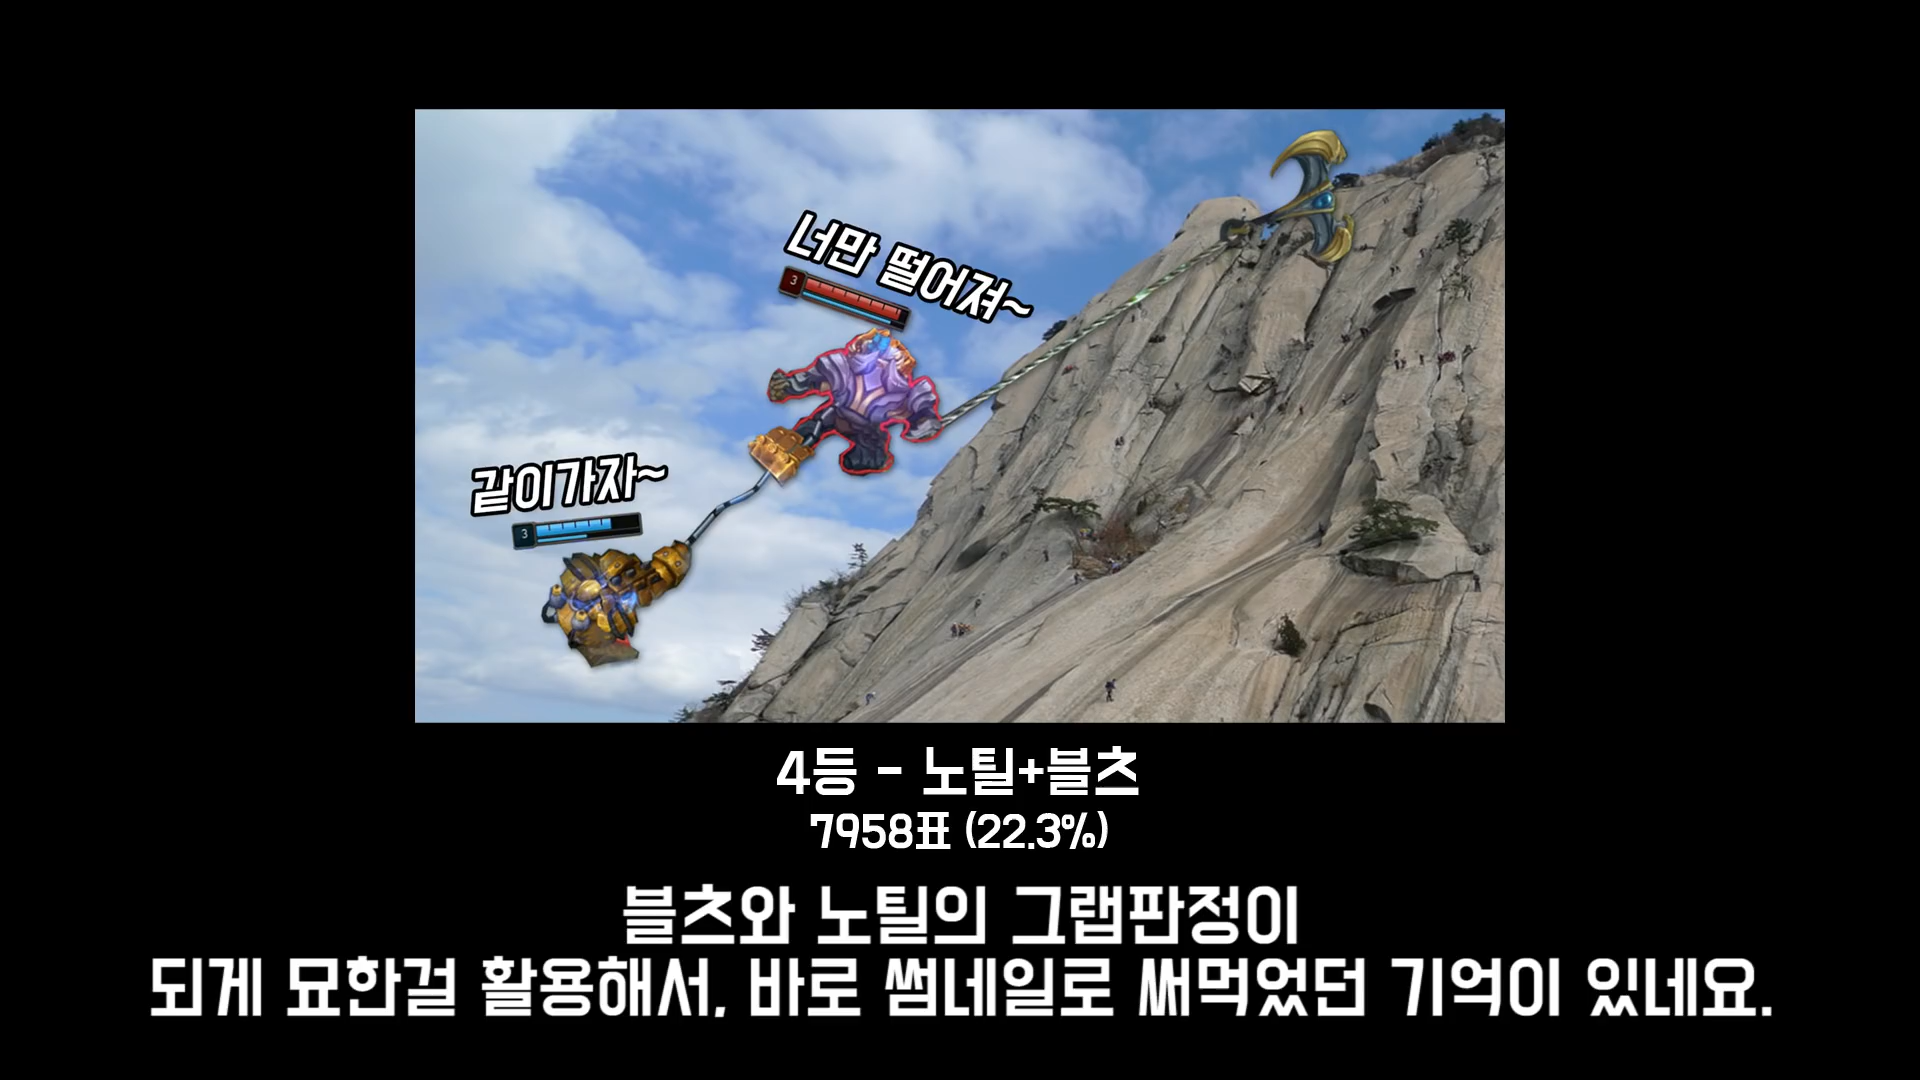 너만 떨어져~
3
같이가자~
3
4등 - 노틸+블츠
7958표 (22.3%)
블츠와 노틸의 그랩판정이
되게 묘한걸 활용해서, 바로 썸네일로 써먹었던 기억이 있네요.